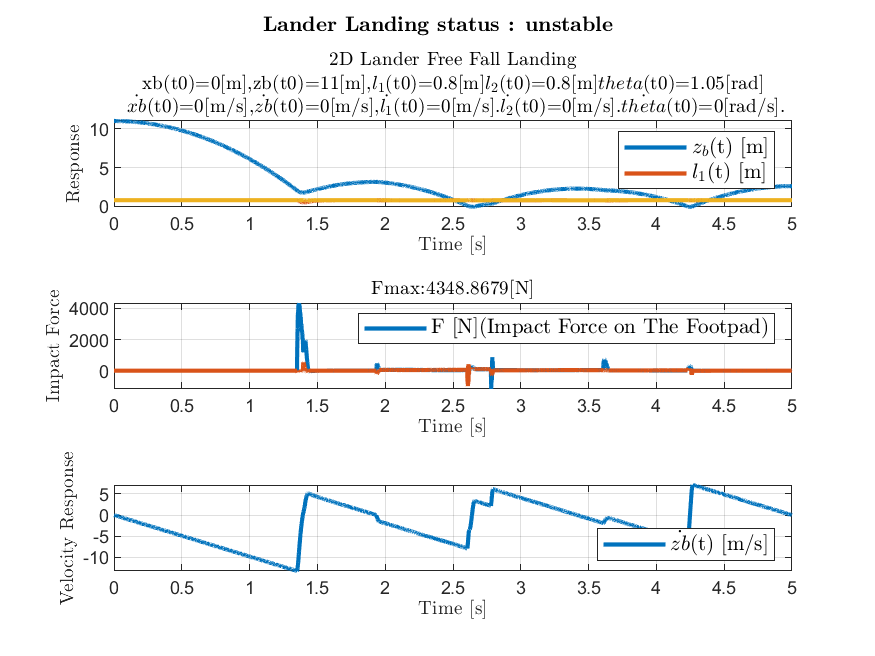 Lander Landing status : unstable
2D Lander Free Fall Landing
xb(t0)=0[m],zb(t0)=11[m],l₁(t0)=0.8[m]l₂(t0)=0.8[m]theta(t0)=1.05[rad]
ẋb(t0)=0[m/s],żb(t0)=0[m/s],l̇₁(t0)=0[m/s].l̇₂(t0)=0[m/s].thėta(t0)=0[rad/s].
Response
10
5
0
z_b(t) [m]
l₁(t) [m]
0 0.5 1 1.5 2 2.5 3 3.5 4 4.5 5
Time [s]
Fmax:4348.8679[N]
Impact Force
4000
2000
0
F [N](Impact Force on The Footpad)
0 0.5 1 1.5 2 2.5 3 3.5 4 4.5 5
Time [s]
Velocity Response
5
0
-5
-10
żb(t) [m/s]
0 0.5 1 1.5 2 2.5 3 3.5 4 4.5 5
Time [s]